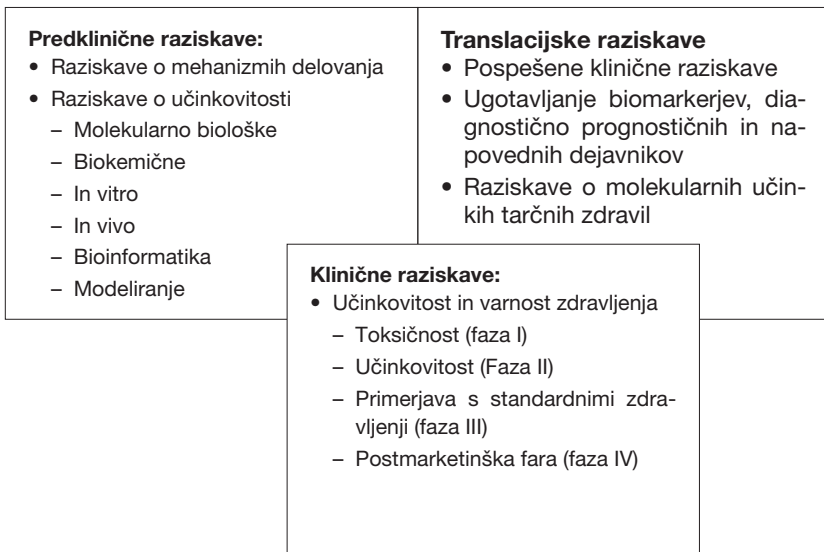 Predklinične raziskave:
• Raziskave o mehanizmih delovanja
• Raziskave o učinkovitosti
– Molekularno biološke
– Biokemične
– In vitro
– In vivo
– Bioinformatika
– Modeliranje
Translacijske raziskave
• Pospešene klinične raziskave
• Ugotavljanje biomarkerjev, dia-
gnostično prognostičnih in na-
povednih dejavnikov
• Raziskave o molekularnih učin-
kih tarčnih zdravil
Klinične raziskave:
• Učinkovitost in varnost zdravljenja
– Toksičnost (faza I)
– Učinkovitost (Faza II)
– Primerjava s standardnimi zdra-
vljenji (faza III)
– Postmarketinška fara (faza IV)